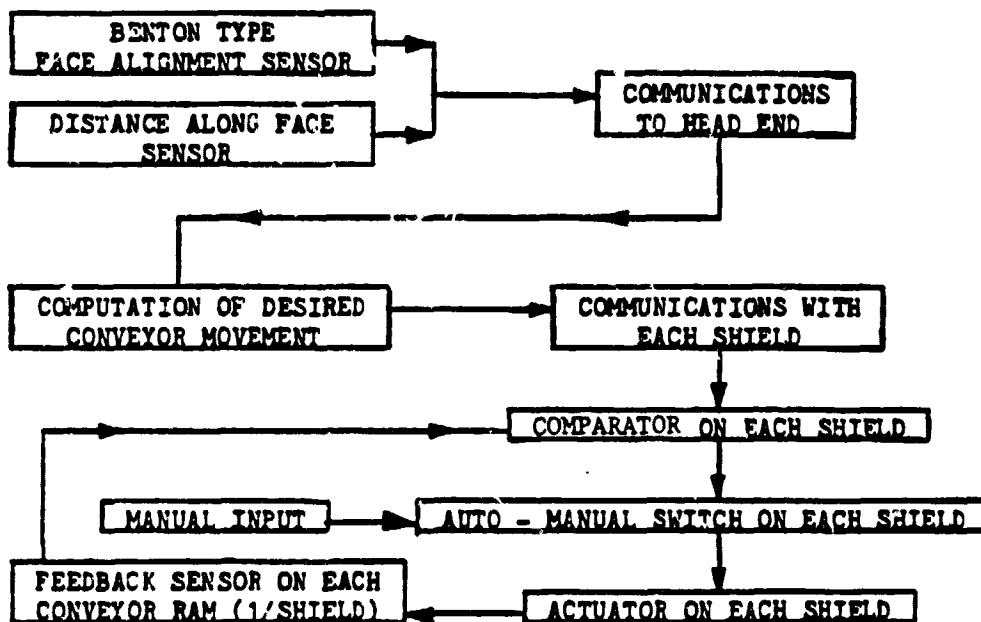 BENTON TYPE
FACE ALIGNMENT SENSOR
DISTANCE ALONG FACE
SENSOR
COMMUNICATIONS
TO HEAD END
COMPUTATION OF DESIRED
CONVEYOR MOVEMENT
COMMUNICATIONS WITH
EACH SHIELD
COMPARATOR ON EACH SHIELD
MANUAL INPUT
AUTO - MANUAL SWITCH ON EACH SHIELD
FEEDBACK SENSOR ON EACH
CONVEYOR RAM (1/SHIELD)
ACTUATOR ON EACH SHIELD